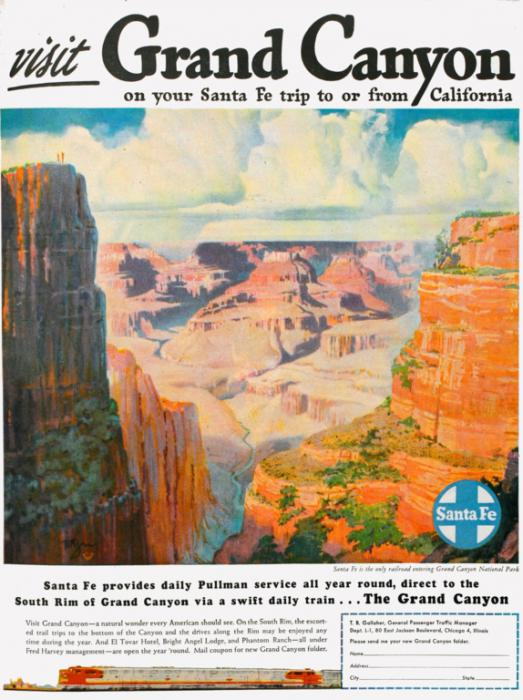 visit Grand Canyon
on your Santa Fe trip to or from California
Santa Fe
Santa Fe is the only railroad entering Grand Canyon National Park
Santa Fe provides daily Pullman service all year round, direct to the
South Rim of Grand Canyon via a swift daily train . . . The Grand Canyon
Visit Grand Canyon—a natural wonder every American should see. On the South Rim, the escort-
ed trail trips to the bottom of the Canyon and the drives along the Rim may be enjoyed any
time during the year. And El Tovar Hotel, Bright Angel Lodge, and Phantom Ranch—all under
Fred Harvey management—are open the year 'round. Mail coupon for new Grand Canyon folder.
T. B. Gallaher, General Passenger Traffic Manager
Dept. L-1, 80 East Jackson Boulevard, Chicago 4, Illinois
Please send me your new Grand Canyon folder.
Name
Address
City State